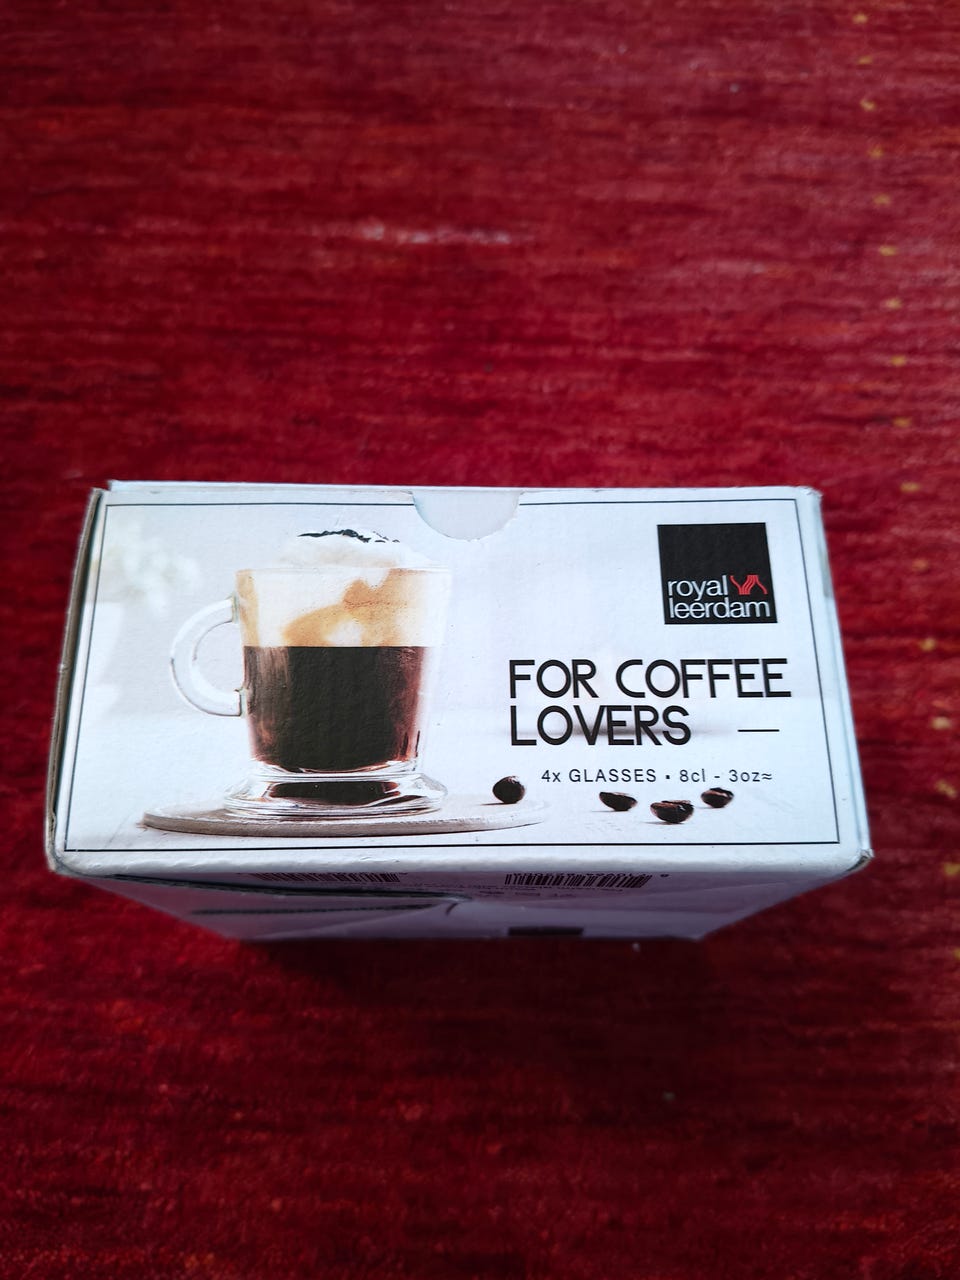 royal
leerdam
FOR COFFEE
LOVERS —
4x GLASSES ▪ 8cl - 3oz≈